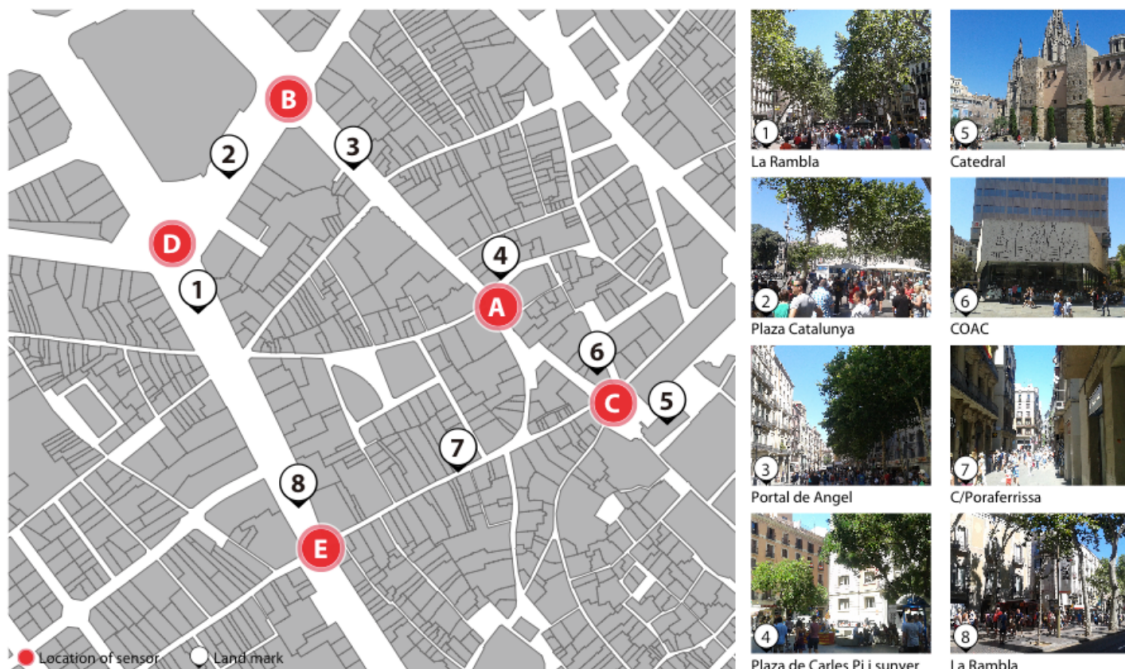 B
2
3
D
4
1
A
6
C
5
7
8
E
Location of sensor
Land mark
1
La Rambla
5
Catedral
2
Plaza Catalunya
6
COAC
3
Portal de Angel
7
C/Poraferrissa
4
Plaza de Carles Pi i sunyer
8
La Rambla